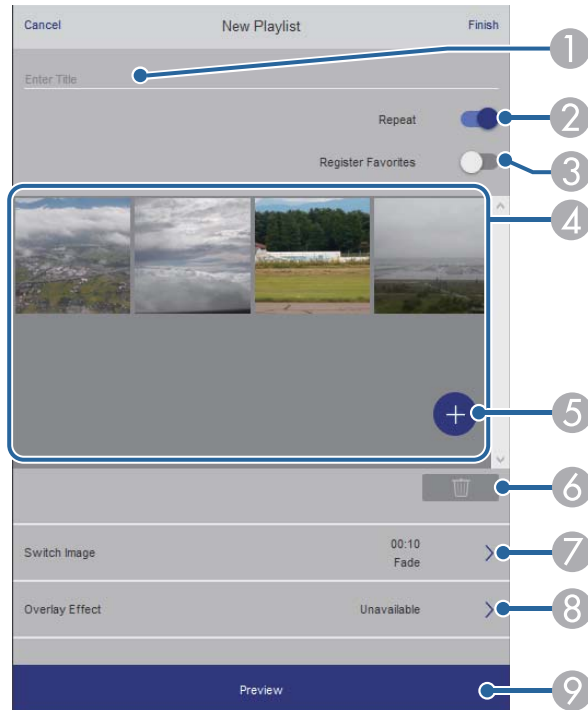 Cancel New Playlist Finish
1
Enter Title
Repeat
2
Register Favorites
3
4
5
6
Switch Image 00:10
Fade
7
Overlay Effect Unavailable
8
Preview
9